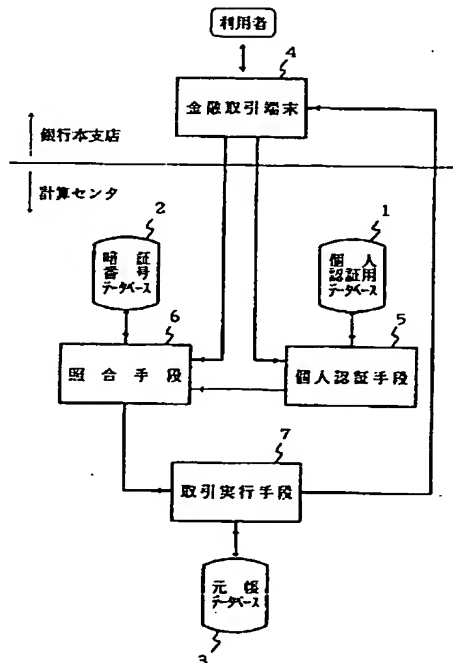 利用者
4
金融取引端末
銀行本支店
計算センタ
2
1
暗証
番号
データベース
個人
認証用
データベース
6
5
照合手段
個人認証手段
7
取引実行手段
元帳
データベース
3